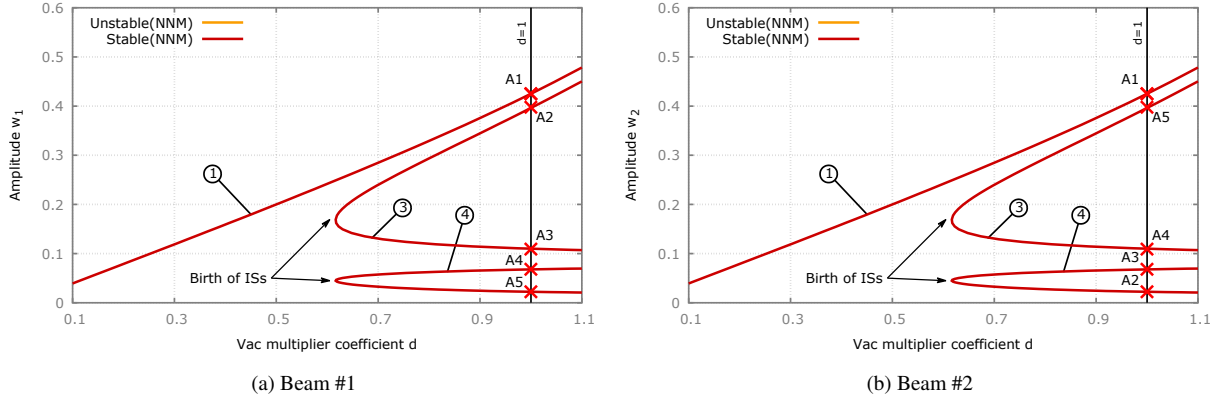 Unstable(NNM)
Stable(NNM)
d=1
Amplitude w1
0.6
0.5
0.4
0.3
0.2
0.1
0
A1
A2
A3
A4
A5
1
3
4
Birth of ISs
0.1
0.3
0.5
0.7
0.9
1.1
Vac multiplier coefficient d
(a) Beam #1
Unstable(NNM)
Stable(NNM)
d=1
Amplitude w2
0.6
0.5
0.4
0.3
0.2
0.1
0
A1
A5
A4
A3
A2
1
3
4
Birth of ISs
0.1
0.3
0.5
0.7
0.9
1.1
Vac multiplier coefficient d
(b) Beam #2